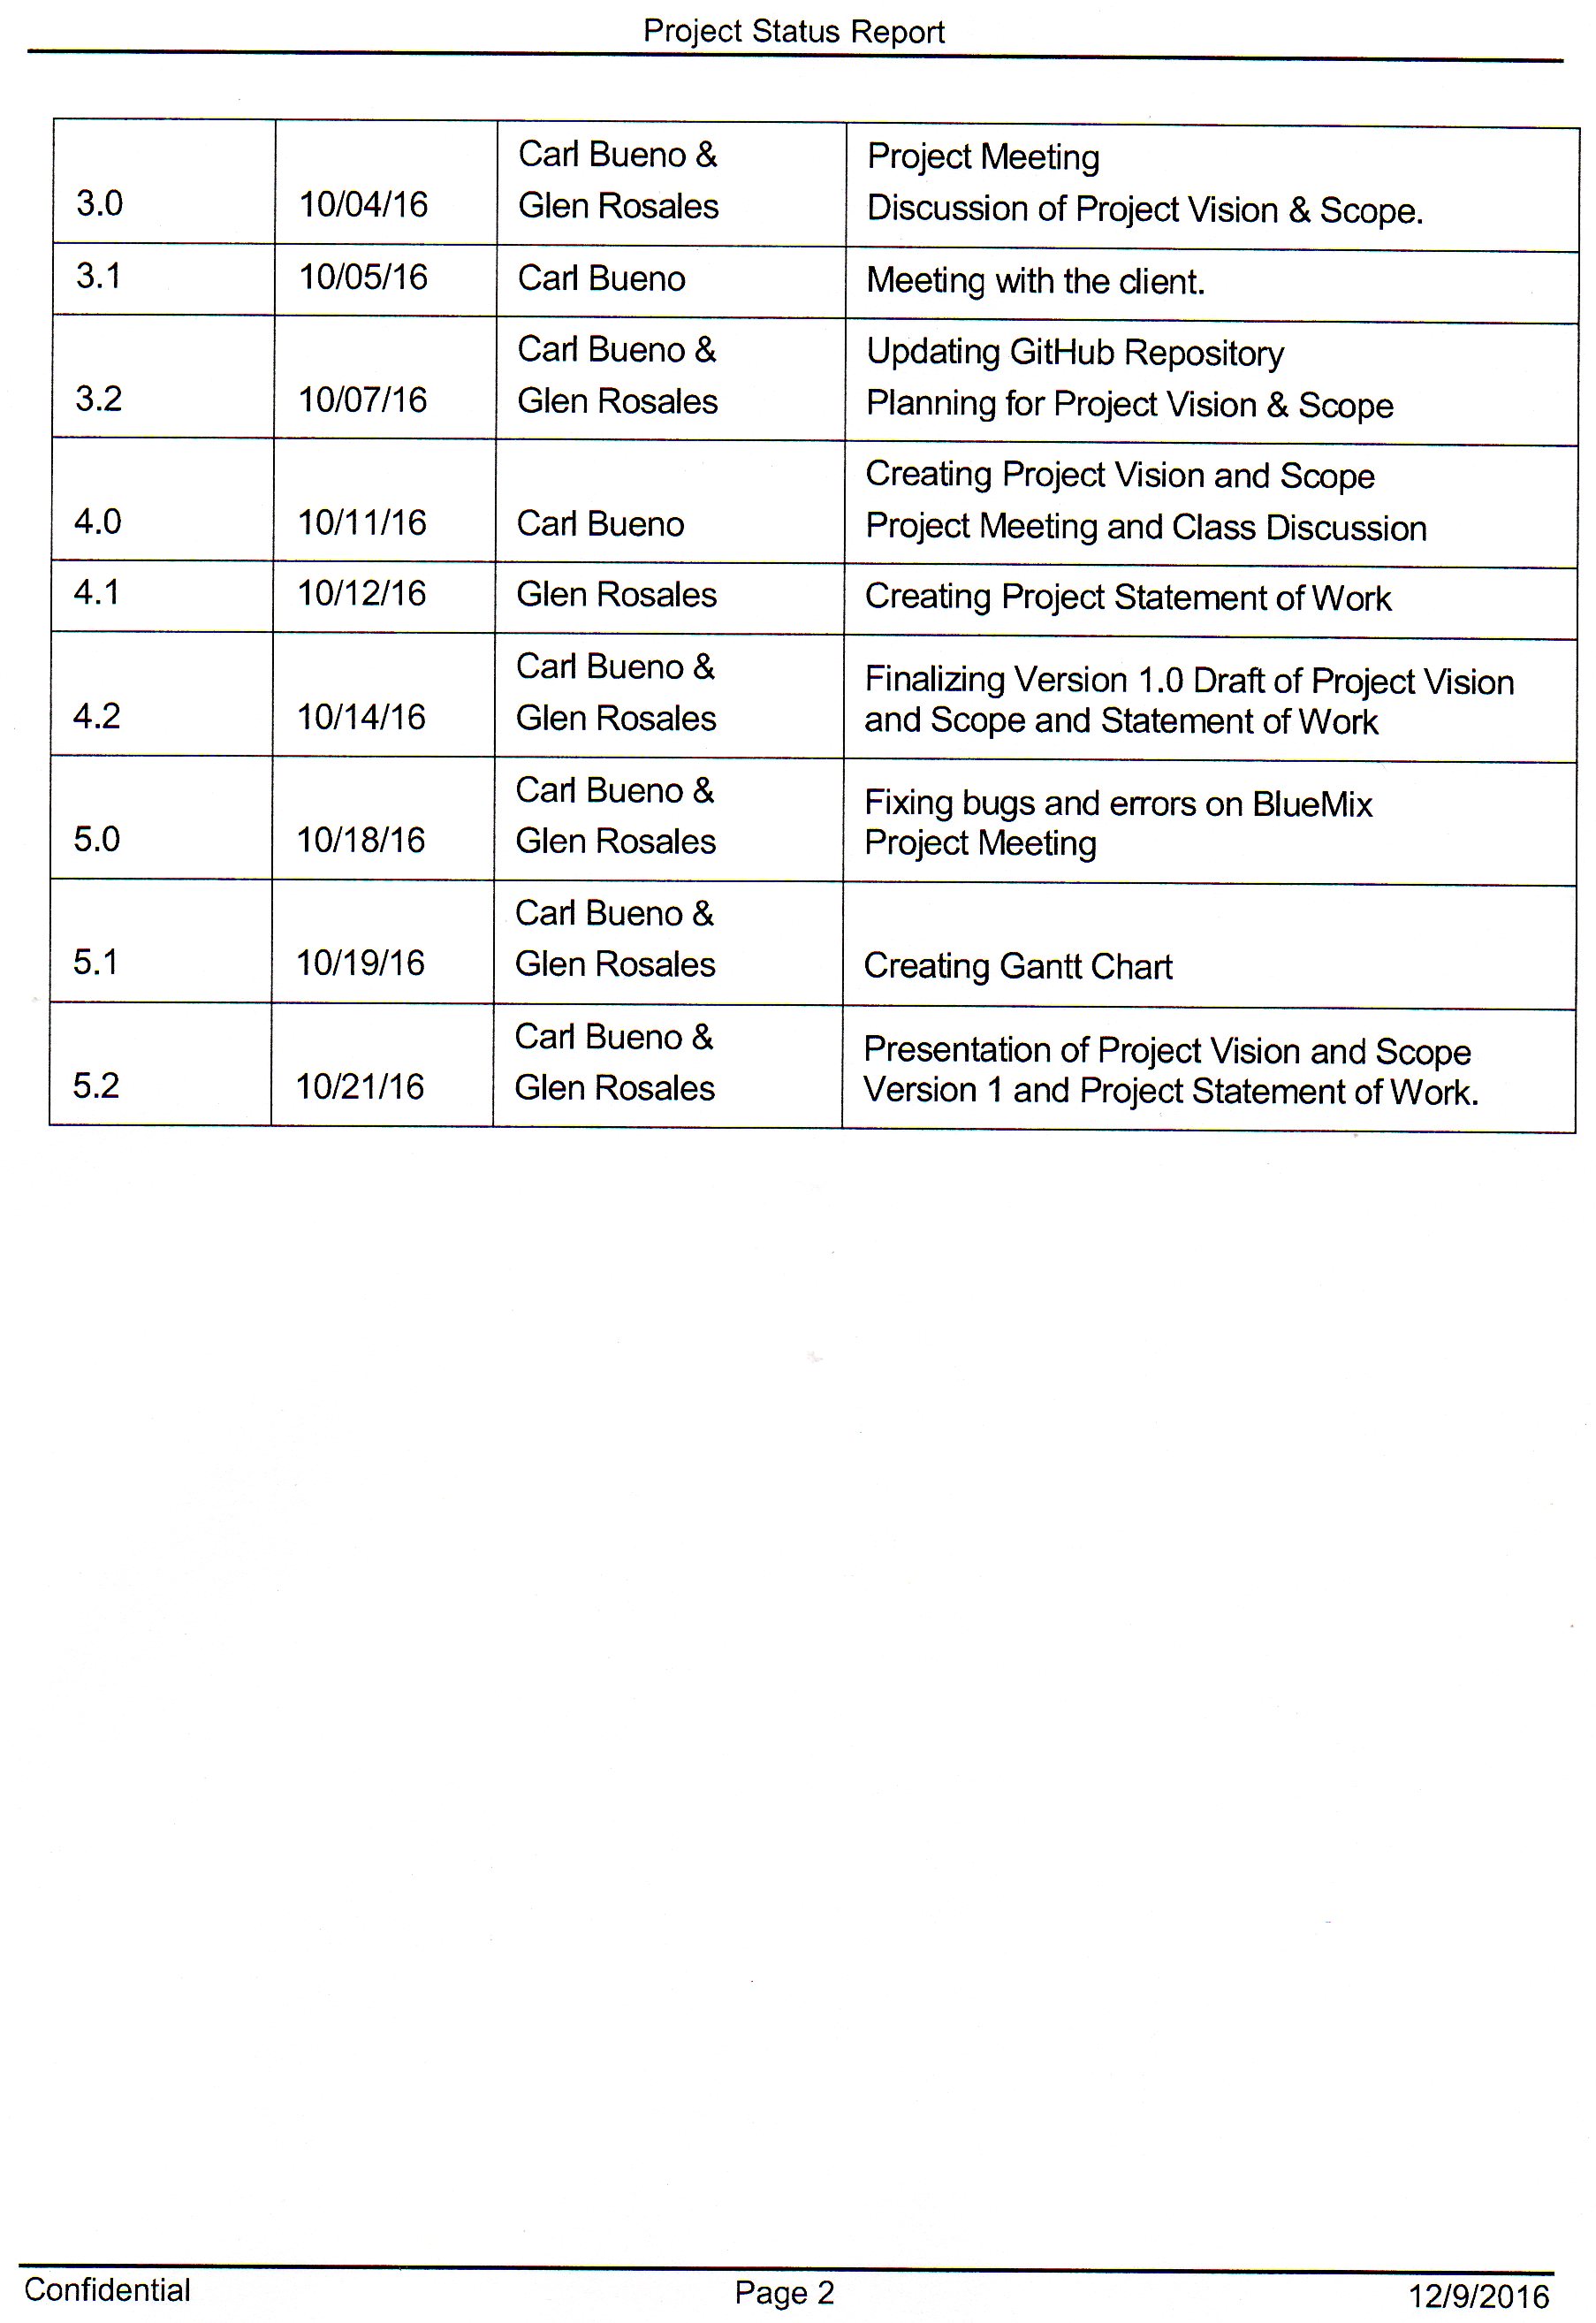 Project Status Report
3.0 10/04/16 Carl Bueno & Glen Rosales Project Meeting
Discussion of Project Vision & Scope.
3.1 10/05/16 Carl Bueno Meeting with the client.
3.2 10/07/16 Carl Bueno & Glen Rosales Updating GitHub Repository
Planning for Project Vision & Scope
4.0 10/11/16 Carl Bueno Creating Project Vision and Scope
Project Meeting and Class Discussion
4.1 10/12/16 Glen Rosales Creating Project Statement of Work
4.2 10/14/16 Carl Bueno & Glen Rosales Finalizing Version 1.0 Draft of Project Vision
and Scope and Statement of Work
5.0 10/18/16 Carl Bueno & Glen Rosales Fixing bugs and errors on BlueMix
Project Meeting
5.1 10/19/16 Carl Bueno & Glen Rosales Creating Gantt Chart
5.2 10/21/16 Carl Bueno & Glen Rosales Presentation of Project Vision and Scope
Version 1 and Project Statement of Work.
Confidential Page 2 12/9/2016